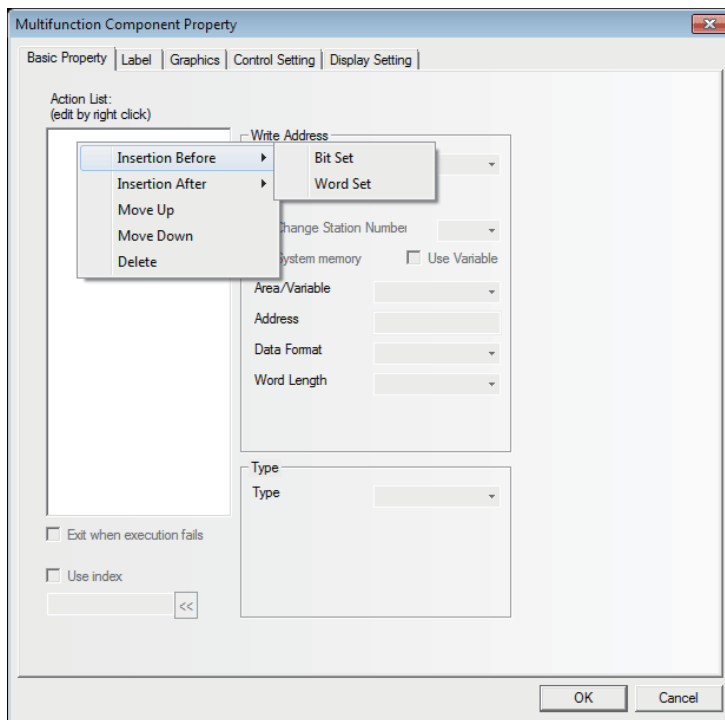 Multifunction Component Property
Basic Property Label Graphics Control Setting Display Setting
Action List:
(edit by right click)
Write Address
Insertion Before Bit Set
Insertion After Word Set
Move Up
Change Station Number
Move Down
System memory Use Variable
Delete
Area/Variable
Address
Data Format
Word Length
Type
Type
Exit when execution fails
Use index
<<
OK Cancel